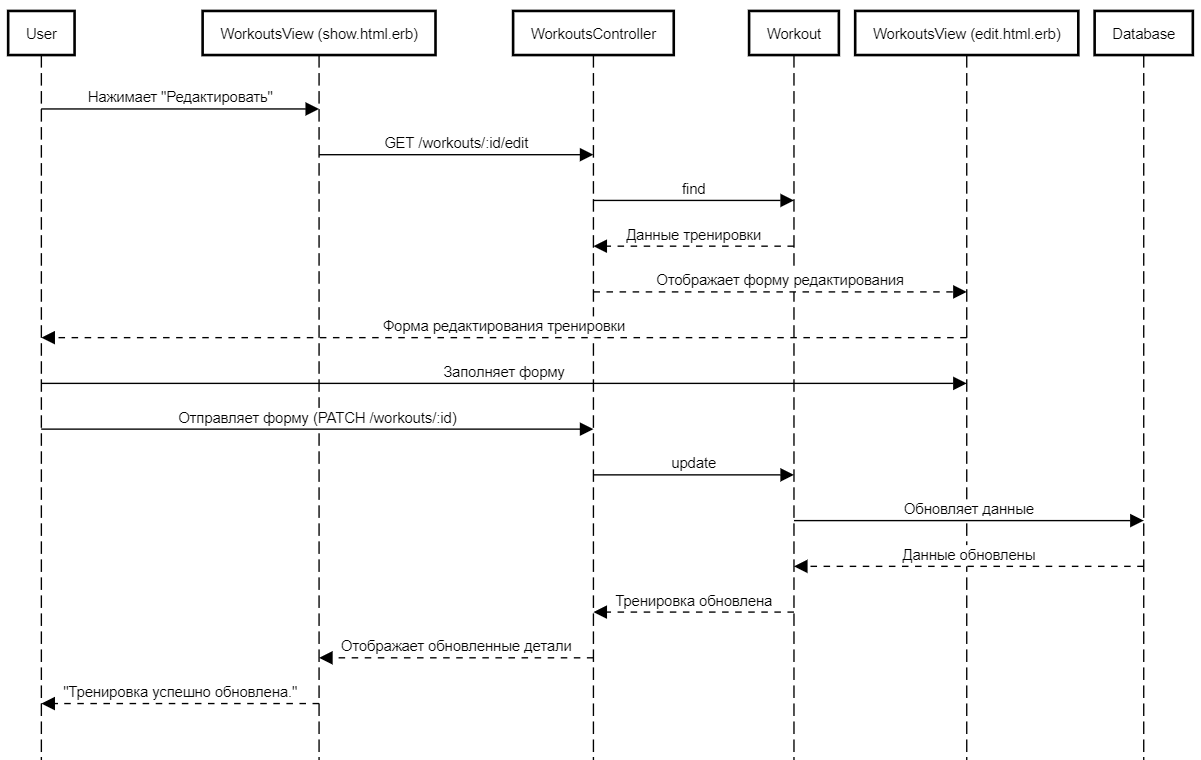 User
WorkoutsView (show.html.erb)
WorkoutsController
Workout
WorkoutsView (edit.html.erb)
Database
Нажимает "Редактировать"
GET /workouts/:id/edit
find
Данные тренировки
Отображает форму редактирования
Форма редактирования тренировки
Заполняет форму
Отправляет форму (PATCH /workouts/:id)
update
Обновляет данные
Данные обновлены
Тренировка обновлена
Отображает обновленные детали
"Тренировка успешно обновлена."